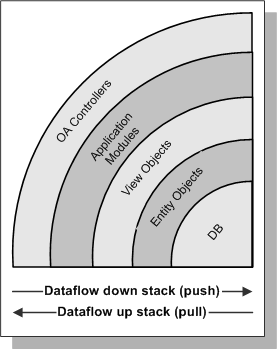 OA Controllers
Application
Modules
View Objects
Entity Objects
DB
Dataflow down stack (push)
Dataflow up stack (pull)